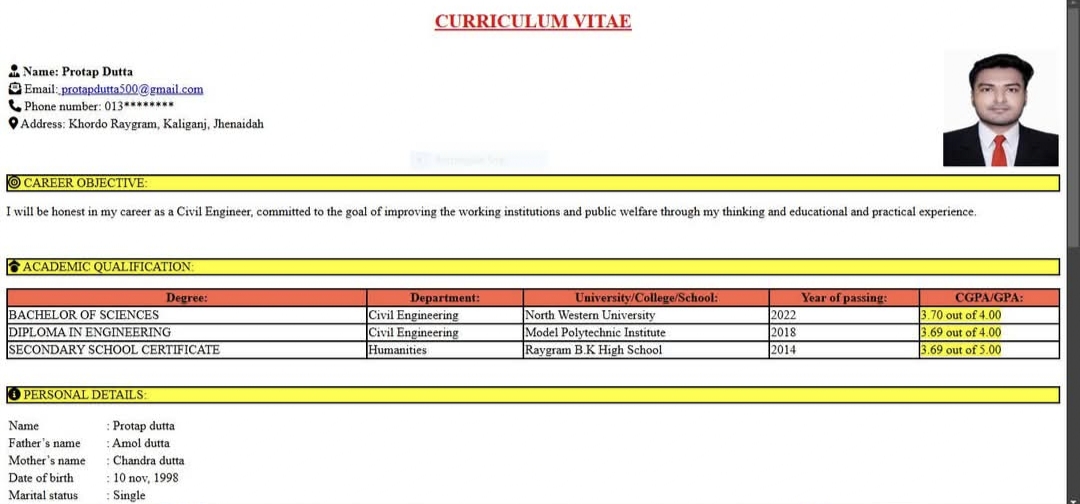 CURRICULUM VITAE
Name: Protap Dutta
Email: protapdutta500@gmail.com
Phone number: 013********
Address: Khordo Raygram, Kaliganj, Jhenaidah
CAREER OBJECTIVE:
I will be honest in my career as a Civil Engineer, committed to the goal of improving the working institutions and public welfare through my thinking and educational and practical experience.
ACADEMIC QUALIFICATION:
Degree: Department: University/College/School: Year of passing: CGPA/GPA:
BACHELOR OF SCIENCES Civil Engineering North Western University 2022 3.70 out of 4.00
DIPLOMA IN ENGINEERING Civil Engineering Model Polytechnic Institute 2018 3.69 out of 4.00
SECONDARY SCHOOL CERTIFICATE Humanities Raygram B.K High School 2014 3.69 out of 5.00
PERSONAL DETAILS:
Name : Protap dutta
Father's name : Amol dutta
Mother's name : Chandra dutta
Date of birth : 10 nov, 1998
Marital status : Single